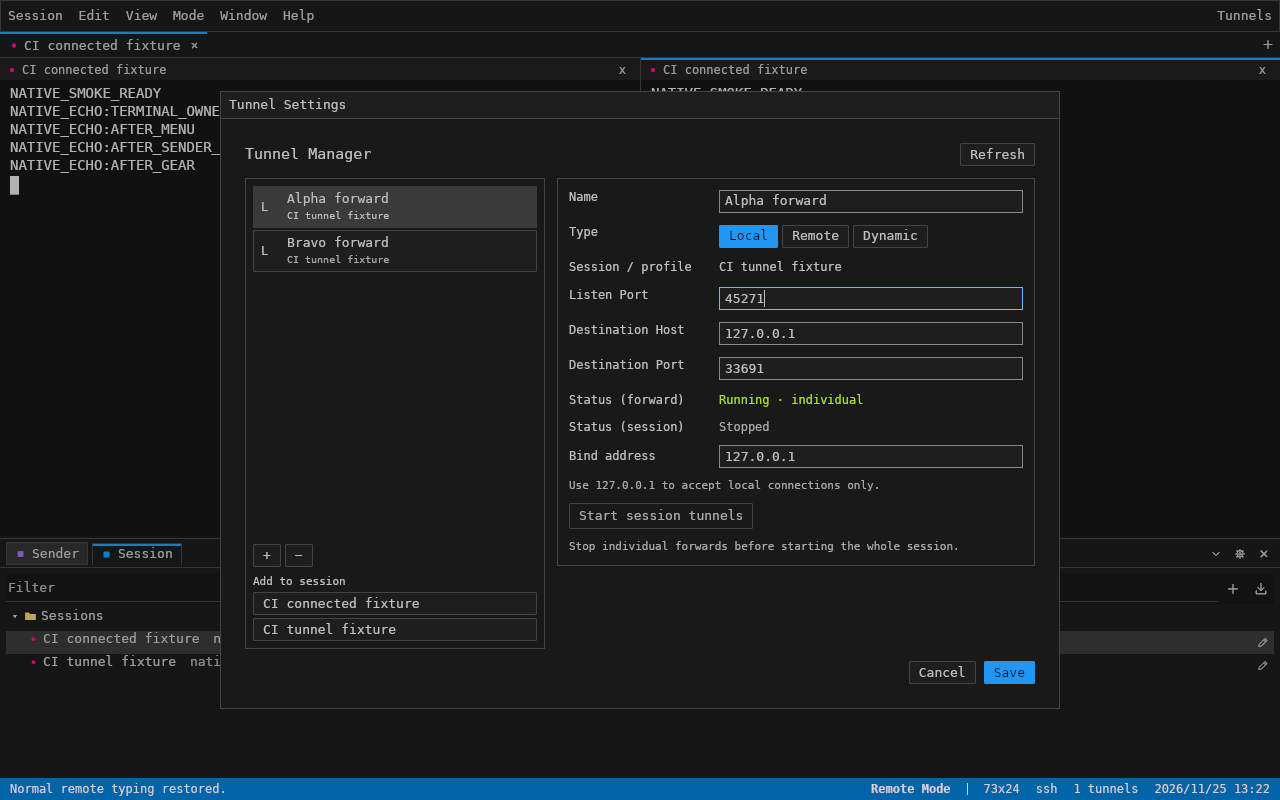 Session Edit View Mode Window Help Tunnels
CI connected fixture × +
CI connected fixture x
CI connected fixture x
NATIVE_SMOKE_READY
NATIVE_ECHO:TERMINAL_OWNE
NATIVE_ECHO:AFTER_MENU
NATIVE_ECHO:AFTER_SENDER_
NATIVE_ECHO:AFTER_GEAR
Tunnel Settings
Tunnel Manager
Refresh
L Alpha forward
CI tunnel fixture
L Bravo forward
CI tunnel fixture
+ −
Add to session
CI connected fixture
CI tunnel fixture
Name Alpha forward
Type Local Remote Dynamic
Session / profile CI tunnel fixture
Listen Port 45271
Destination Host 127.0.0.1
Destination Port 33691
Status (forward) Running · individual
Status (session) Stopped
Bind address 127.0.0.1
Use 127.0.0.1 to accept local connections only.
Start session tunnels
Stop individual forwards before starting the whole session.
Cancel Save
Sender Session
Filter
Sessions
CI connected fixture n
CI tunnel fixture nati
Normal remote typing restored. Remote Mode | 73x24 ssh 1 tunnels 2026/11/25 13:22